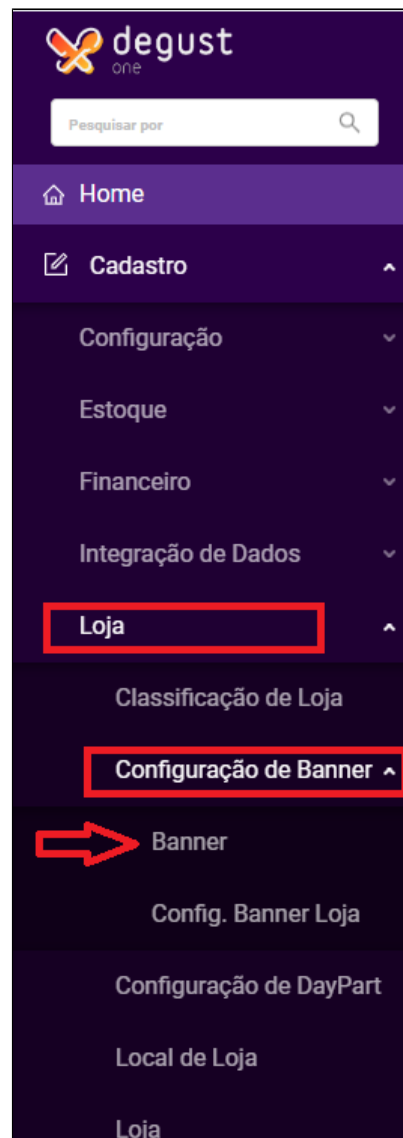 degust
one
Pesquisar por
Home
Cadastro
Configuração
Estoque
Financeiro
Integração de Dados
Loja
Classificação de Loja
Configuração de Banner
Banner
Config. Banner Loja
Configuração de DayPart
Local de Loja
Loja